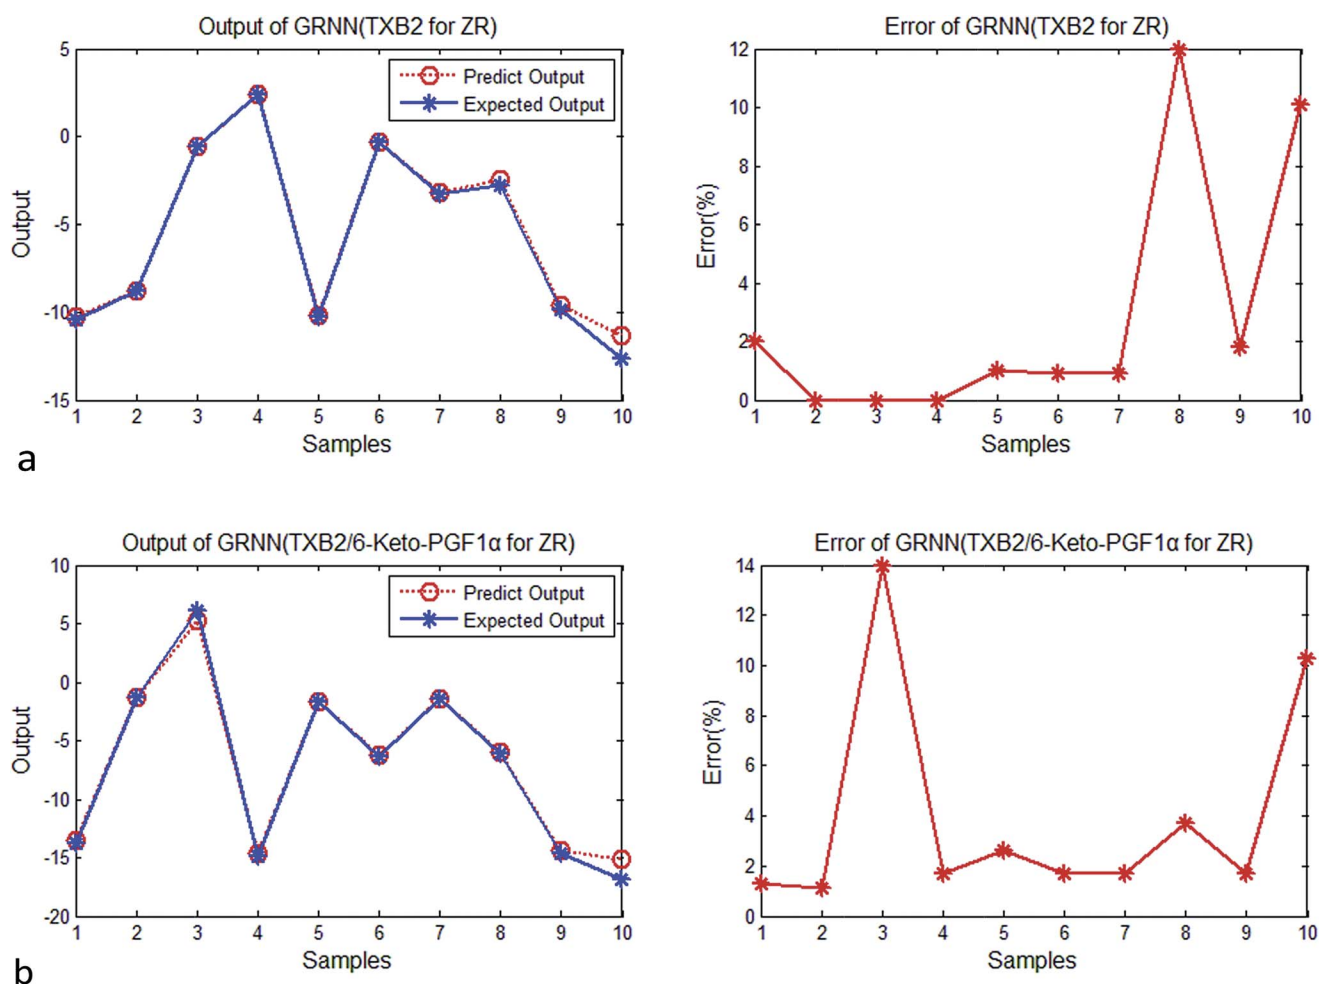 Output of GRNN(TXB2 for ZR)
5
0
-5
-10
-15
Output
Predict Output
Expected Output
1 2 3 4 5 6 7 8 9 10
Samples
Error of GRNN(TXB2 for ZR)
12
10
8
6
4
2
0
Error(%)
1 2 3 4 5 6 7 8 9 10
Samples
a
Output of GRNN(TXB2/6-Keto-PGF1α for ZR)
10
5
0
-5
-10
-15
-20
Output
Predict Output
Expected Output
1 2 3 4 5 6 7 8 9 10
Samples
Error of GRNN(TXB2/6-Keto-PGF1α for ZR)
14
12
10
8
6
4
2
0
Error(%)
1 2 3 4 5 6 7 8 9 10
Samples
b